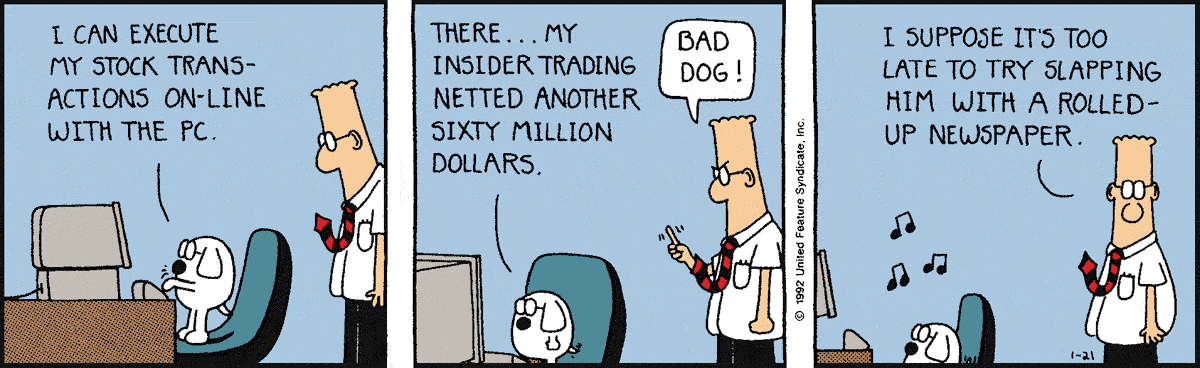 I CAN EXECUTE
MY STOCK TRANS-
ACTIONS ON-LINE
WITH THE PC.
THERE... MY
INSIDER TRADING
NETTED ANOTHER
SIXTY MILLION
DOLLARS.
BAD
DOG!
© 1992 United Feature Syndicate, Inc.
I SUPPOSE IT'S TOO
LATE TO TRY SLAPPING
HIM WITH A ROLLED-
UP NEWSPAPER.
1-21